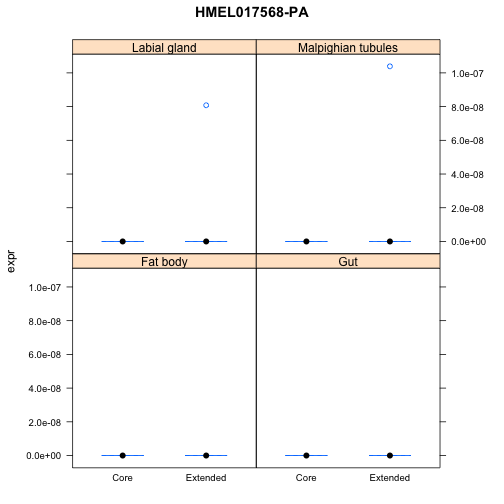 HMEL017568-PA
Labial gland
Malpighian tubules
1.0e-07
8.0e-08
6.0e-08
4.0e-08
2.0e-08
0.0e+00
expr
Fat body
Gut
1.0e-07
8.0e-08
6.0e-08
4.0e-08
2.0e-08
0.0e+00
Core
Extended
Core
Extended